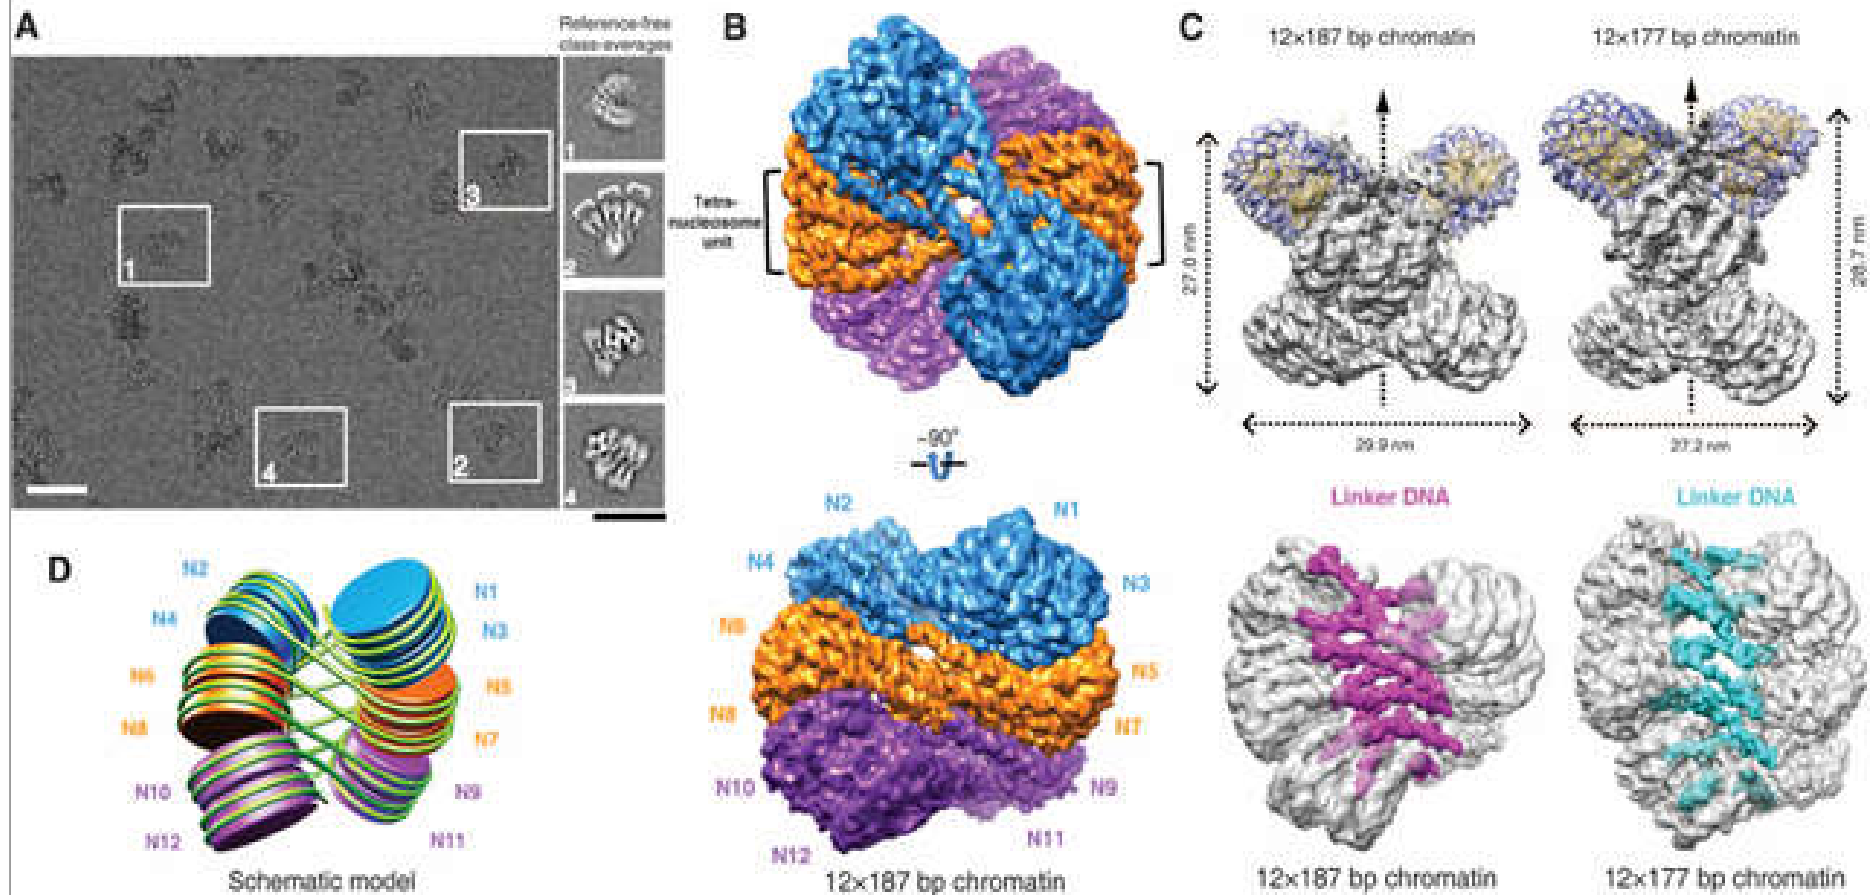 A
Reference-free
class-averages
1
2
3
4
1
2
3
4
B
Tetra-
nucleosome
unit
~90°
N2
N1
N4
N3
N6
N5
N8
N7
N10
N9
N11
N12
12×187 bp chromatin
C
12×187 bp chromatin
12×177 bp chromatin
27.0 nm
28.7 nm
29.9 nm
27.2 nm
Linker DNA
Linker DNA
12×187 bp chromatin
12×177 bp chromatin
D
N2
N1
N4
N3
N6
N5
N8
N7
N10
N9
N12
N11
Schematic model